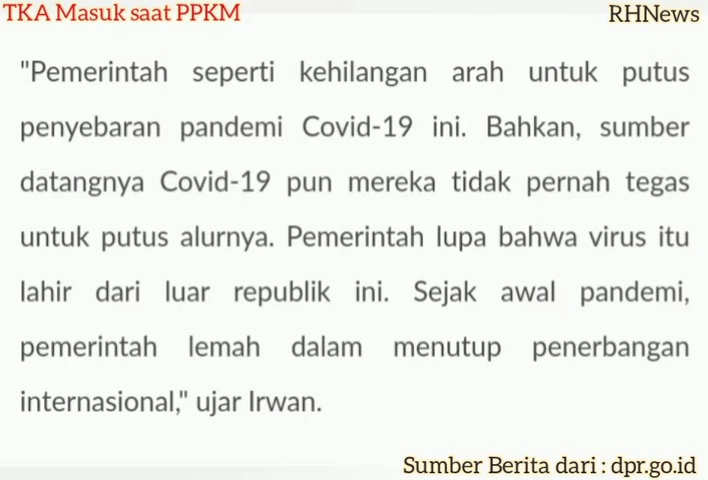 TKA Masuk saat PPKM
RHNews
"Pemerintah seperti kehilangan arah untuk putus
penyebaran pandemi Covid-19 ini. Bahkan, sumber
datangnya Covid-19 pun mereka tidak pernah tegas
untuk putus alurnya. Pemerintah lupa bahwa virus itu
lahir dari luar republik ini. Sejak awal pandemi,
pemerintah lemah dalam menutup penerbangan
internasional," ujar Irwan.
Sumber Berita dari : dpr.go.id